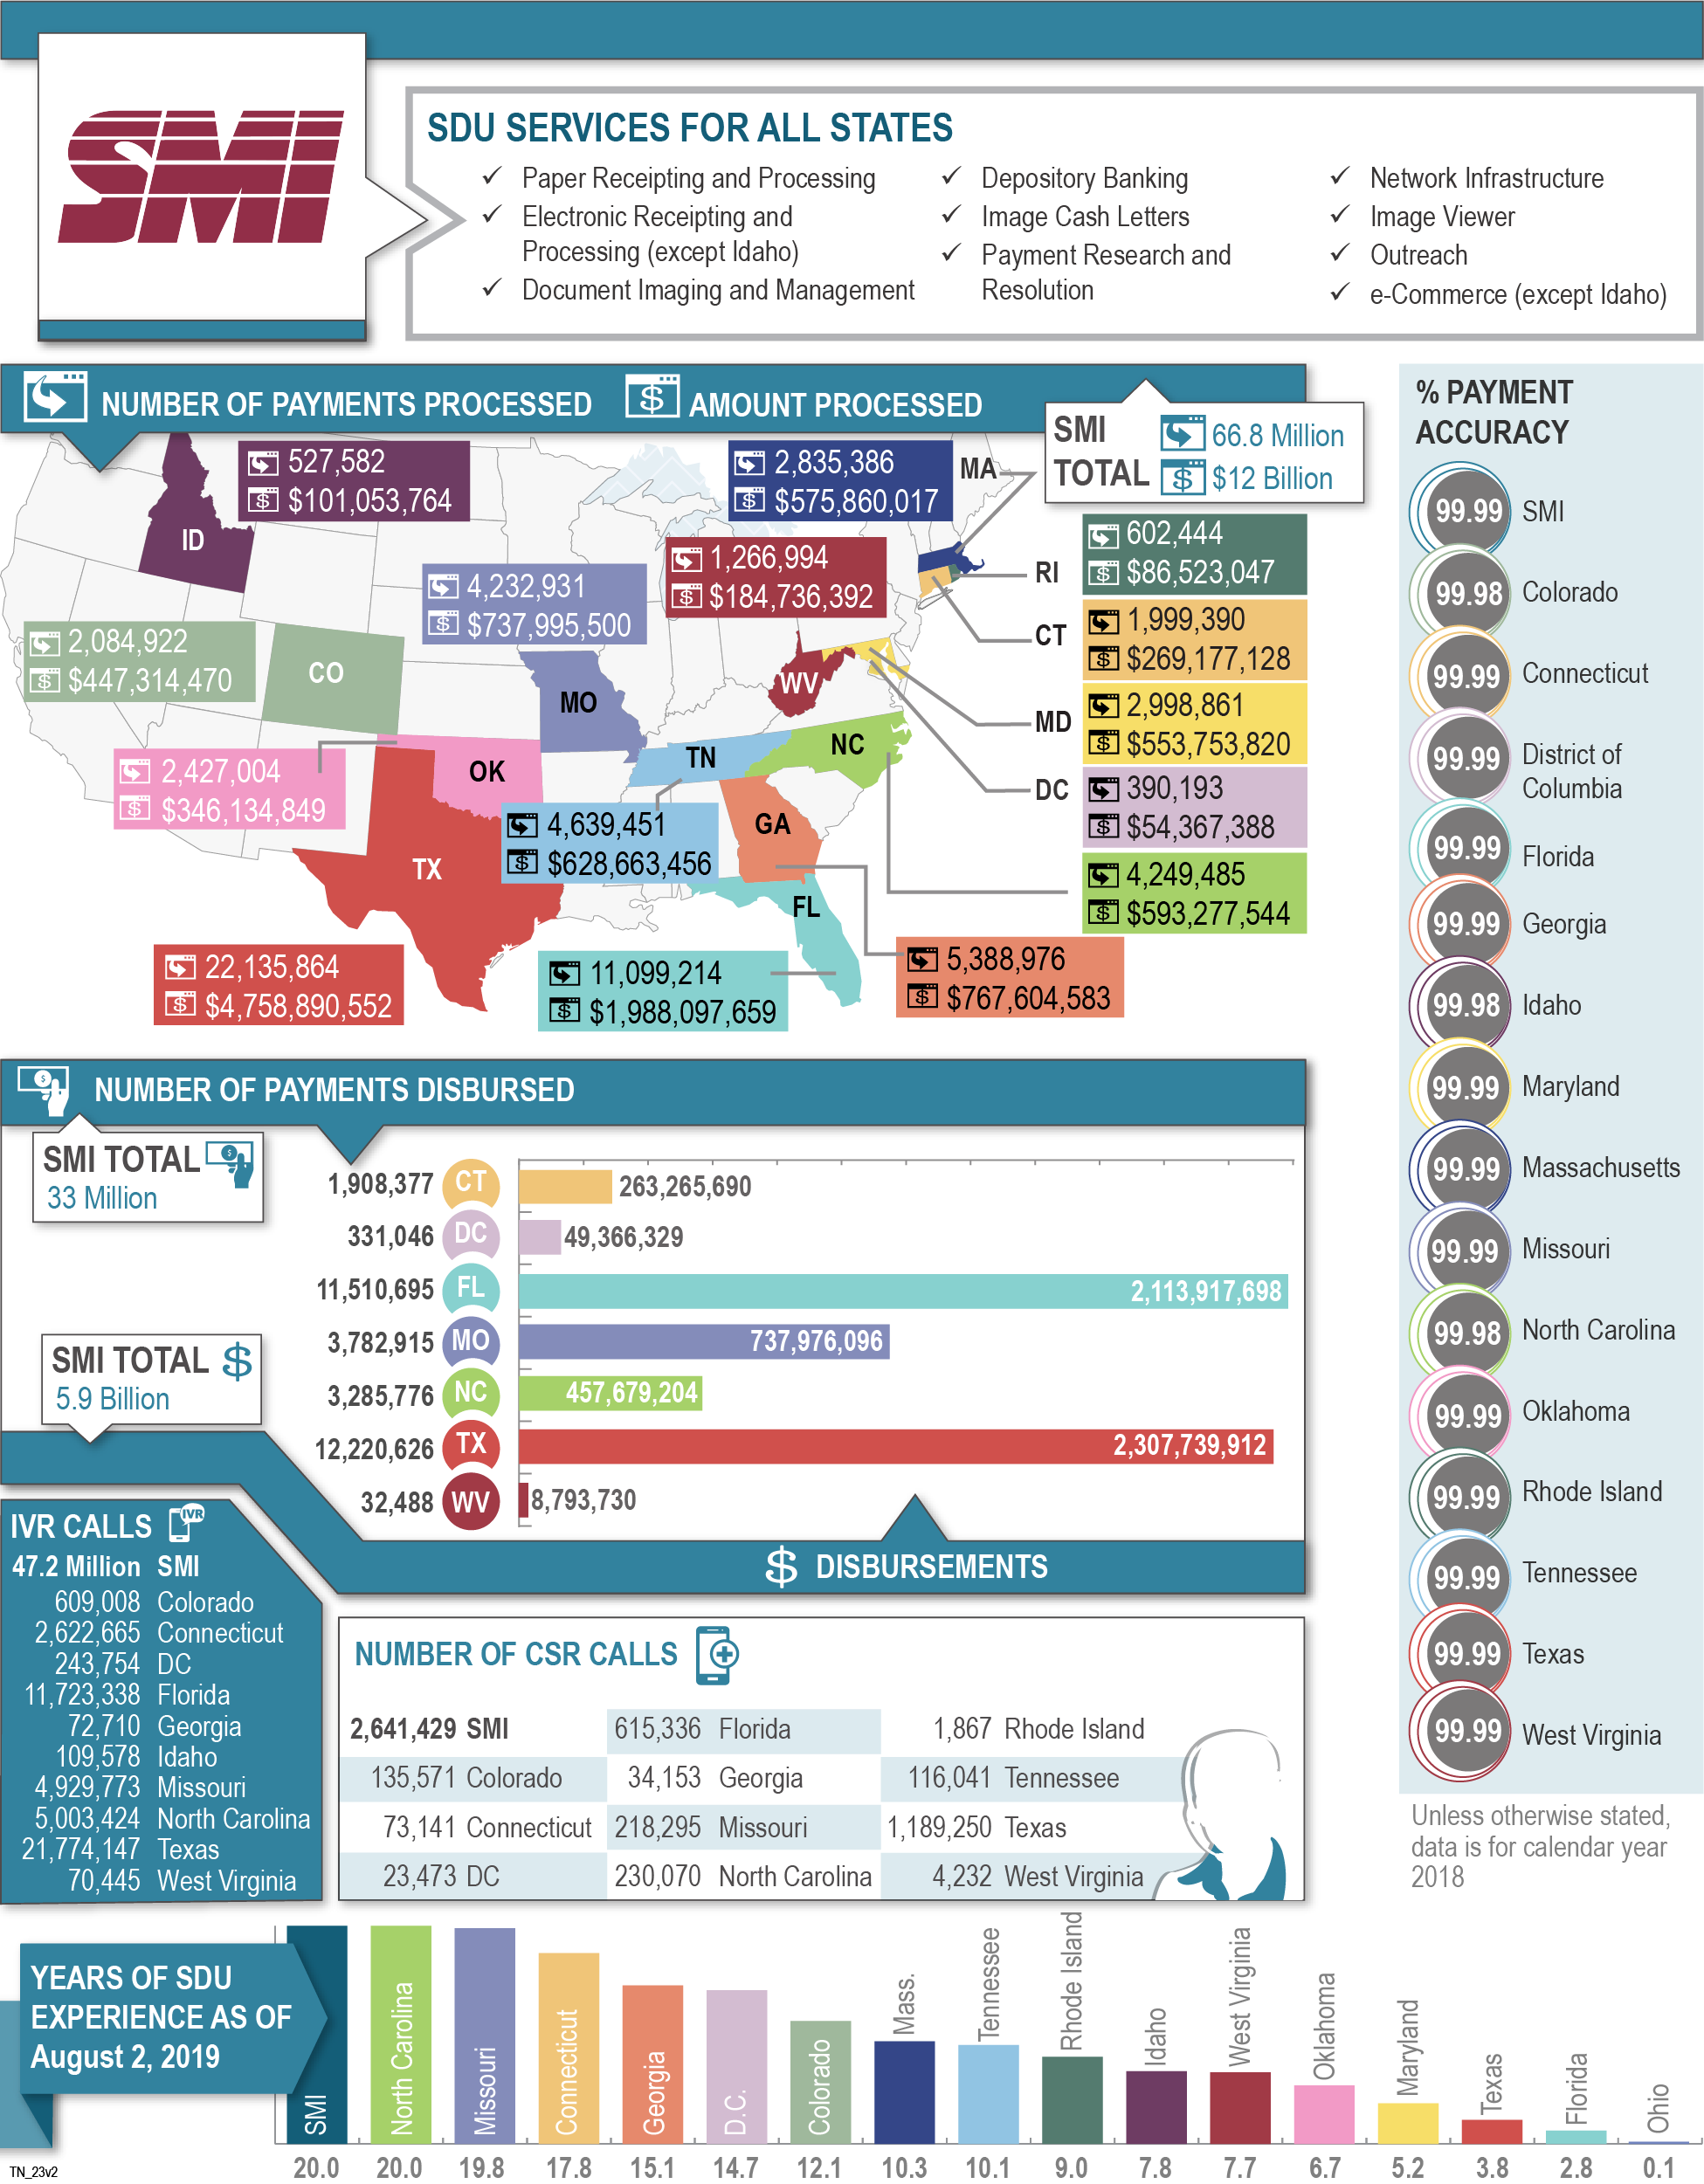 SMI
SDU SERVICES FOR ALL STATES
✓ Paper Receipting and Processing
✓ Electronic Receipting and
Processing (except Idaho)
✓ Document Imaging and Management
✓ Depository Banking
✓ Image Cash Letters
✓ Payment Research and
Resolution
✓ Network Infrastructure
✓ Image Viewer
✓ Outreach
✓ e-Commerce (except Idaho)
NUMBER OF PAYMENTS PROCESSED
$ AMOUNT PROCESSED
SMI
TOTAL
66.8 Million
$ $12 Billion
527,582
$ $101,053,764
ID
2,835,386
$ $575,860,017
MA
1,266,994
$ $184,736,392
WV
4,232,931
$ $737,995,500
MO
2,084,922
$ $447,314,470
CO
RI
602,444
$ $86,523,047
CT
1,999,390
$ $269,177,128
MD
2,998,861
$ $553,753,820
DC
390,193
$ $54,367,388
NC
4,249,485
$ $593,277,544
2,427,004
$ $346,134,849
OK
TN
4,639,451
$ $628,663,456
GA
TX
FL
22,135,864
$ $4,758,890,552
11,099,214
$ $1,988,097,659
5,388,976
$ $767,604,583
% PAYMENT
ACCURACY
99.99 SMI
99.98 Colorado
99.99 Connecticut
99.99 District of
Columbia
99.99 Florida
99.99 Georgia
99.98 Idaho
99.99 Maryland
99.99 Massachusetts
99.99 Missouri
99.98 North Carolina
99.99 Oklahoma
99.99 Rhode Island
99.99 Tennessee
99.99 Texas
99.99 West Virginia
Unless otherwise stated,
data is for calendar year
2018
$ NUMBER OF PAYMENTS DISBURSED
SMI TOTAL $
33 Million
SMI TOTAL $
5.9 Billion
1,908,377 CT 263,265,690
331,046 DC 49,366,329
11,510,695 FL 2,113,917,698
3,782,915 MO 737,976,096
3,285,776 NC 457,679,204
12,220,626 TX 2,307,739,912
32,488 WV 8,793,730
$ DISBURSEMENTS
IVR CALLS IVR
47.2 Million SMI
609,008 Colorado
2,622,665 Connecticut
243,754 DC
11,723,338 Florida
72,710 Georgia
109,578 Idaho
4,929,773 Missouri
5,003,424 North Carolina
21,774,147 Texas
70,445 West Virginia
NUMBER OF CSR CALLS
2,641,429 SMI 615,336 Florida 1,867 Rhode Island
135,571 Colorado 34,153 Georgia 116,041 Tennessee
73,141 Connecticut 218,295 Missouri 1,189,250 Texas
23,473 DC 230,070 North Carolina 4,232 West Virginia
YEARS OF SDU
EXPERIENCE AS OF
August 2, 2019
SMI
North Carolina
Missouri
Connecticut
Georgia
D.C.
Colorado
Mass.
Tennessee
Rhode Island
Idaho
West Virginia
Oklahoma
Maryland
Texas
Florida
Ohio
20.0 20.0 19.8 17.8 15.1 14.7 12.1 10.3 10.1 9.0 7.8 7.7 6.7 5.2 3.8 2.8 0.1
TN_23v2